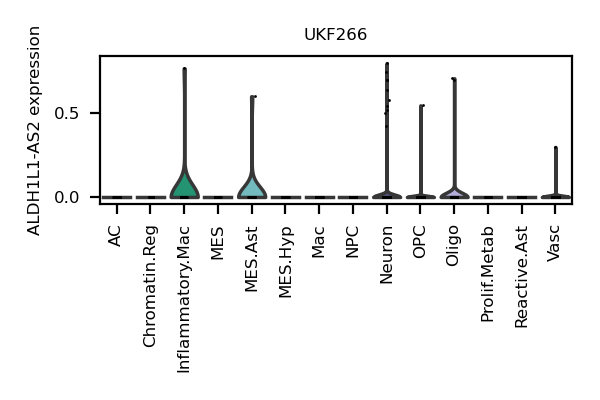 UKF266
ALDH1L1-AS2 expression
0.5
0.0
AC
Chromatin.Reg
Inflammatory.Mac
MES
MES.Ast
MES.Hyp
Mac
NPC
Neuron
OPC
Oligo
Prolif.Metab
Reactive.Ast
Vasc